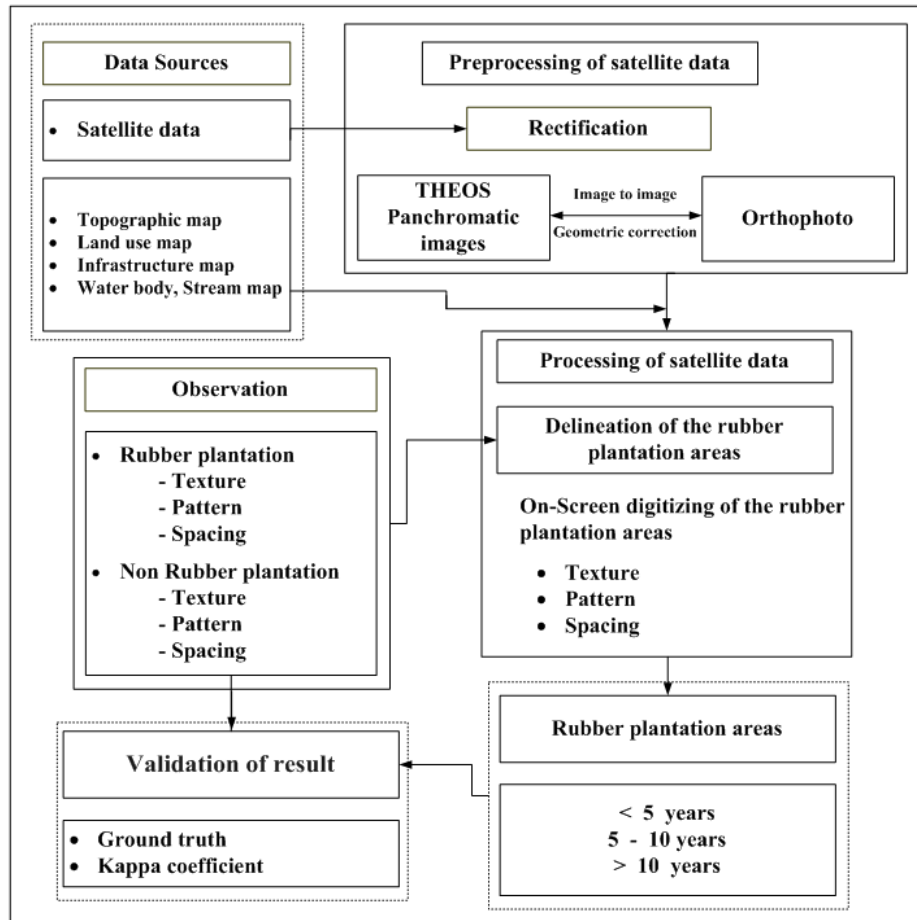 Data Sources
• Satellite data
• Topographic map
• Land use map
• Infrastructure map
• Water body, Stream map
Preprocessing of satellite data
Rectification
THEOS
Panchromatic
images
Image to image
Geometric correction
Orthophoto
Observation
• Rubber plantation
- Texture
- Pattern
- Spacing
• Non Rubber plantation
- Texture
- Pattern
- Spacing
Processing of satellite data
Delineation of the rubber
plantation areas
On-Screen digitizing of the rubber
plantation areas
• Texture
• Pattern
• Spacing
Validation of result
• Ground truth
• Kappa coefficient
Rubber plantation areas
< 5 years
5 - 10 years
> 10 years